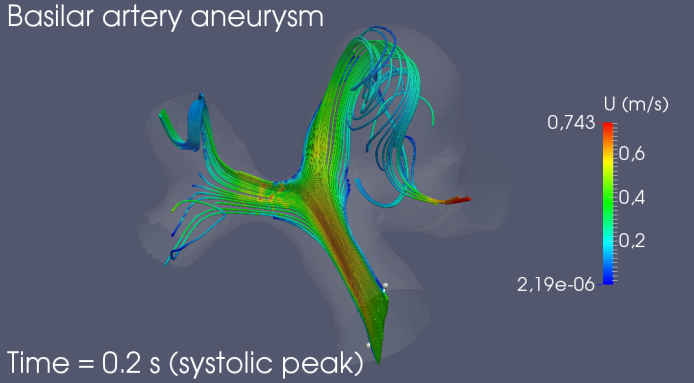 Basilar artery aneurysm
U (m/s)
0,743
0,6
0,4
0,2
2,19e-06
Time = 0.2 s (systolic peak)